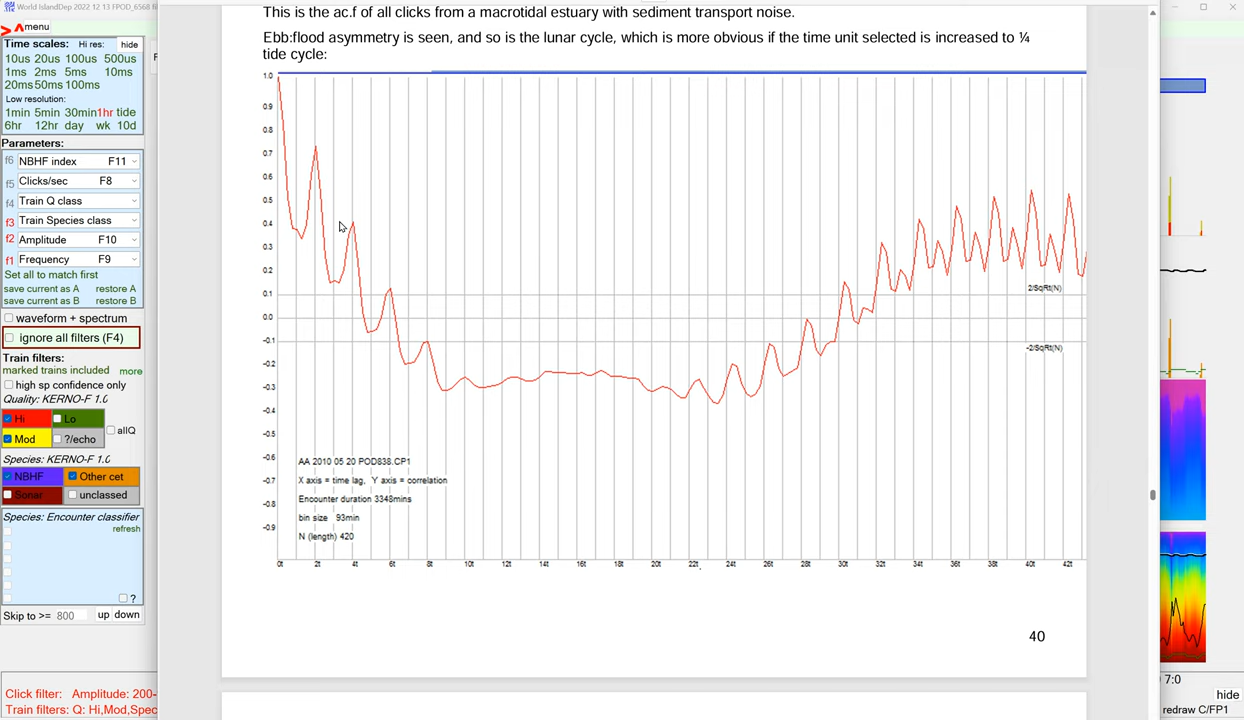 World IslandDep 2022 12 13 FPOD_6568
menu
Time scales: Hi res: hide
10us 20us 100us 500us
1ms 2ms 5ms 10ms
20ms 50ms 100ms
Low resolution:
1min 5min 30min 1hr tide
6hr 12hr day wk 10d
Parameters:
f6 NBHF index F11
f5 Clicks/sec F8
f4 Train Q class
f3 Train Species class
f2 Amplitude F10
f1 Frequency F9
Set all to match first
save current as A restore A
save current as B restore B
waveform + spectrum
ignore all filters (F4)
Train filters:
marked trains included more
high sp confidence only
Quality: KERNO-F 1.0
Hi Lo
allQ
Mod ?/echo
Species: KERNO-F 1.0
NBHF Other cet
Sonar unclassed
Species: Encounter classifier
refresh
?
Skip to >= 800 up down
Click filter: Amplitude: 200-
Train filters: Q: Hi,Mod,Spec
This is the ac.f of all clicks from a macrotidal estuary with sediment transport noise.
Ebb:flood asymmetry is seen, and so is the lunar cycle, which is more obvious if the time unit selected is increased to ¼
tide cycle:
1.0
0.9
0.8
0.7
0.6
0.5
0.4
0.3
0.2
0.1
0.0
-0.1
-0.2
-0.3
-0.4
-0.5
-0.6
-0.7
-0.8
-0.9
2/SqRt(N)
-2/SqRt(N)
AA 2010 05 20 POD838.CP1
X axis = time lag, Y axis = correlation
Encounter duration 3348mins
bin size 93min
N (length) 420
0t 2t 4t 6t 8t 10t 12t 14t 16t 18t 20t 22t 24t 26t 28t 30t 32t 34t 36t 38t 40t 42t
40
7:0
hide
redraw C/FP1